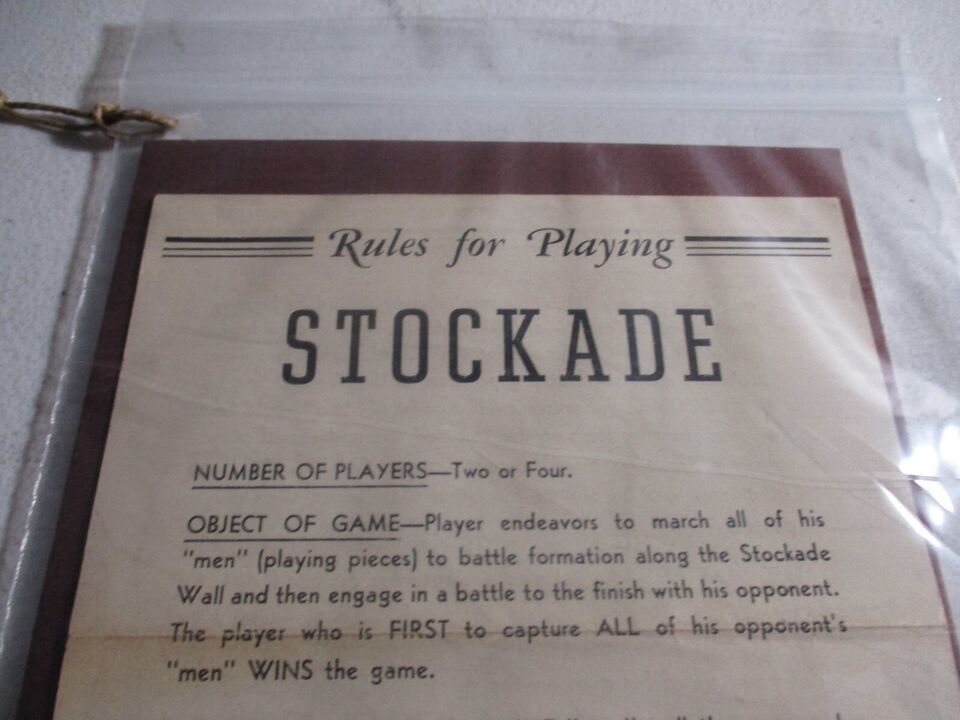 Rules for Playing
STOCKADE
NUMBER OF PLAYERS—Two or Four.
OBJECT OF GAME—Player endeavors to march all of his
"men" (playing pieces) to battle formation along the Stockade
Wall and then engage in a battle to the finish with his opponent.
The player who is FIRST to capture ALL of his opponent's
"men" WINS the game.